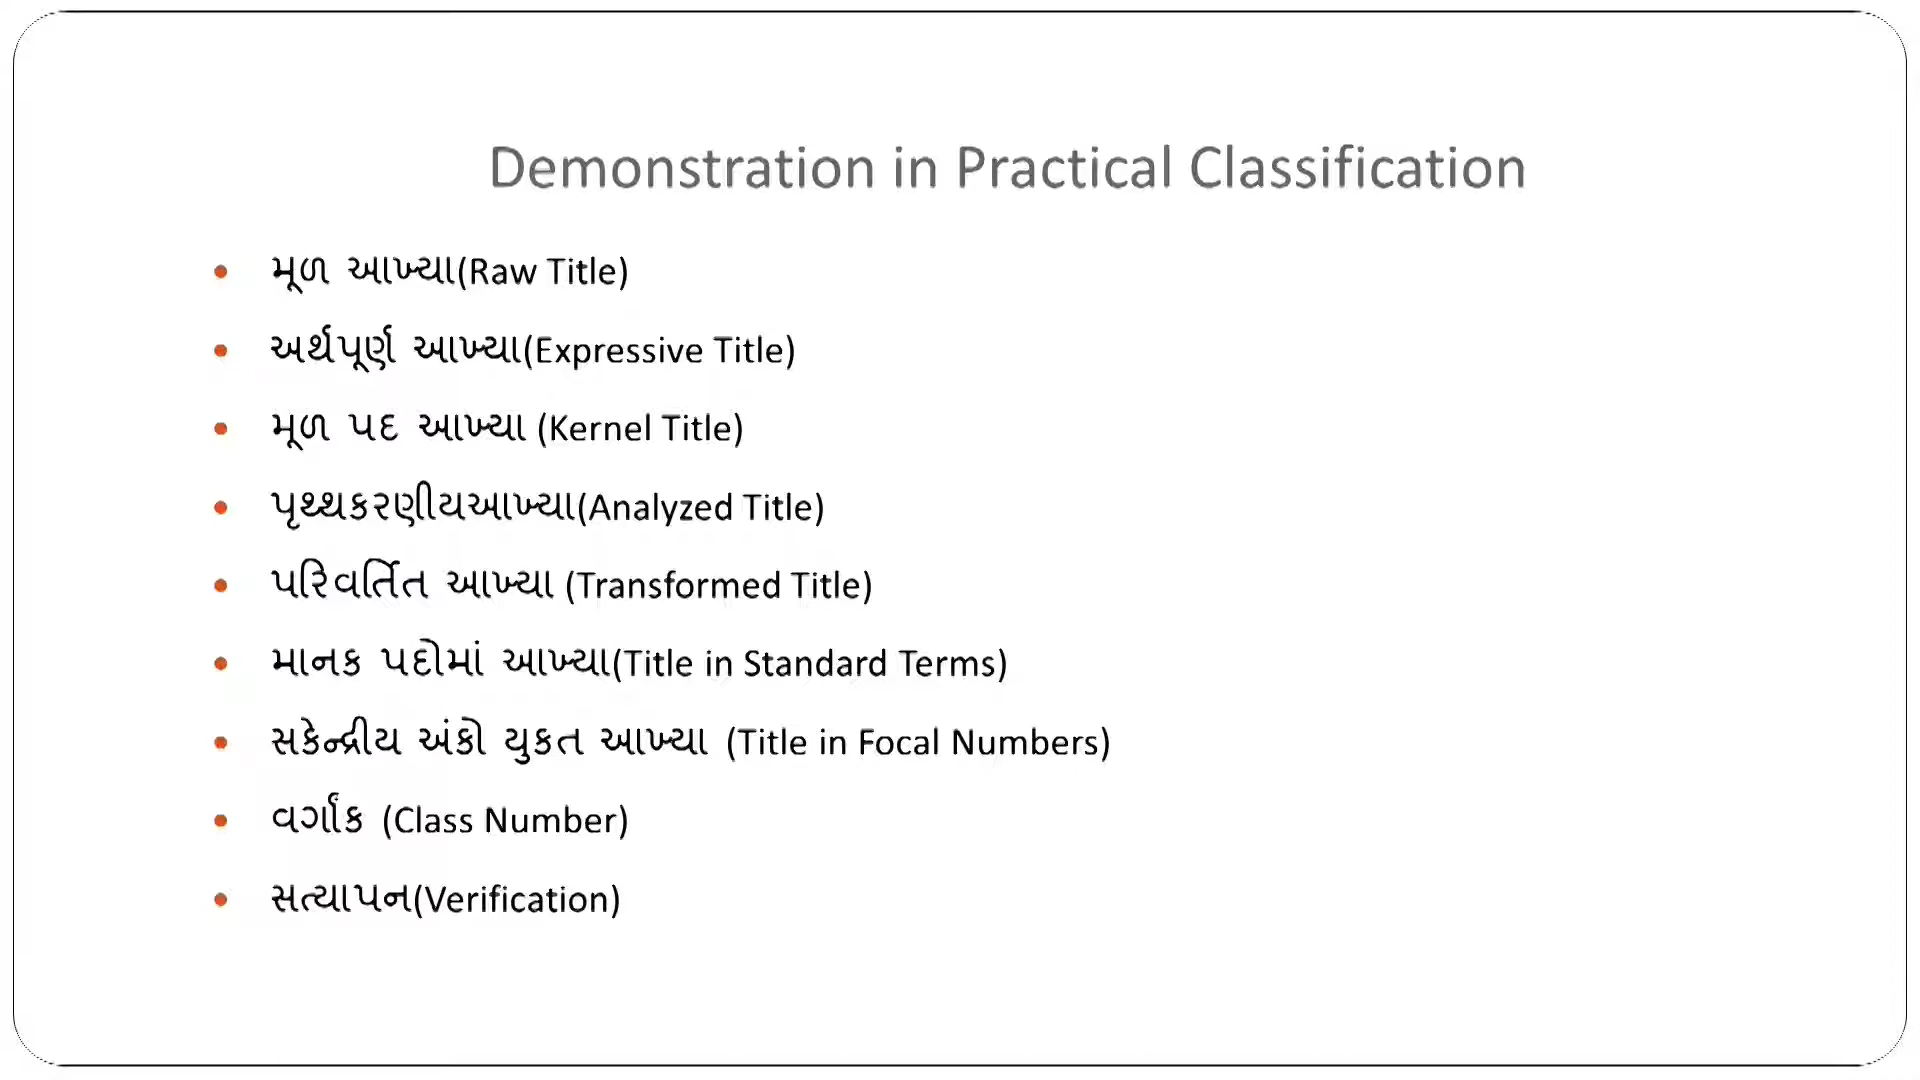 Demonstration in Practical Classification
• મૂળ આખ્યા(Raw Title)
• અર્થપૂર્ણ આખ્યા(Expressive Title)
• મૂળ પદ આખ્યા (Kernel Title)
• પૃથ્થકરણીયઆખ્યા(Analyzed Title)
• પરિવર્તિત આખ્યા (Transformed Title)
• માનક પદોમાં આખ્યા(Title in Standard Terms)
• સકેન્દ્રીય અંકો યુકત આખ્યા (Title in Focal Numbers)
• વર્ગાંક (Class Number)
• સત્યાપન(Verification)